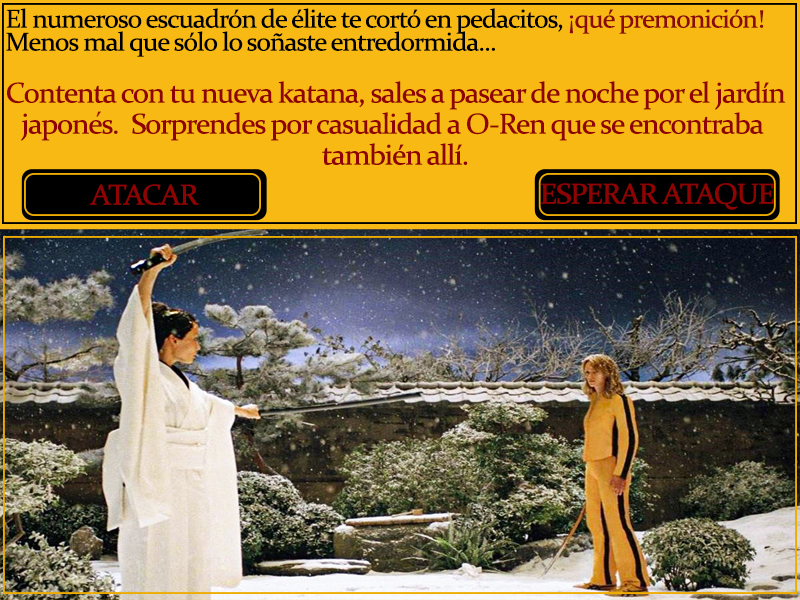 El numeroso escuadrón de élite te cortó en pedacitos, ¡qué premonición!
Menos mal que sólo lo soñaste entredormida...
Contenta con tu nueva katana, sales a pasear de noche por el jardín
japonés. Sorprendes por casualidad a O-Ren que se encontraba
también allí.
ATACAR
ESPERAR ATAQUE